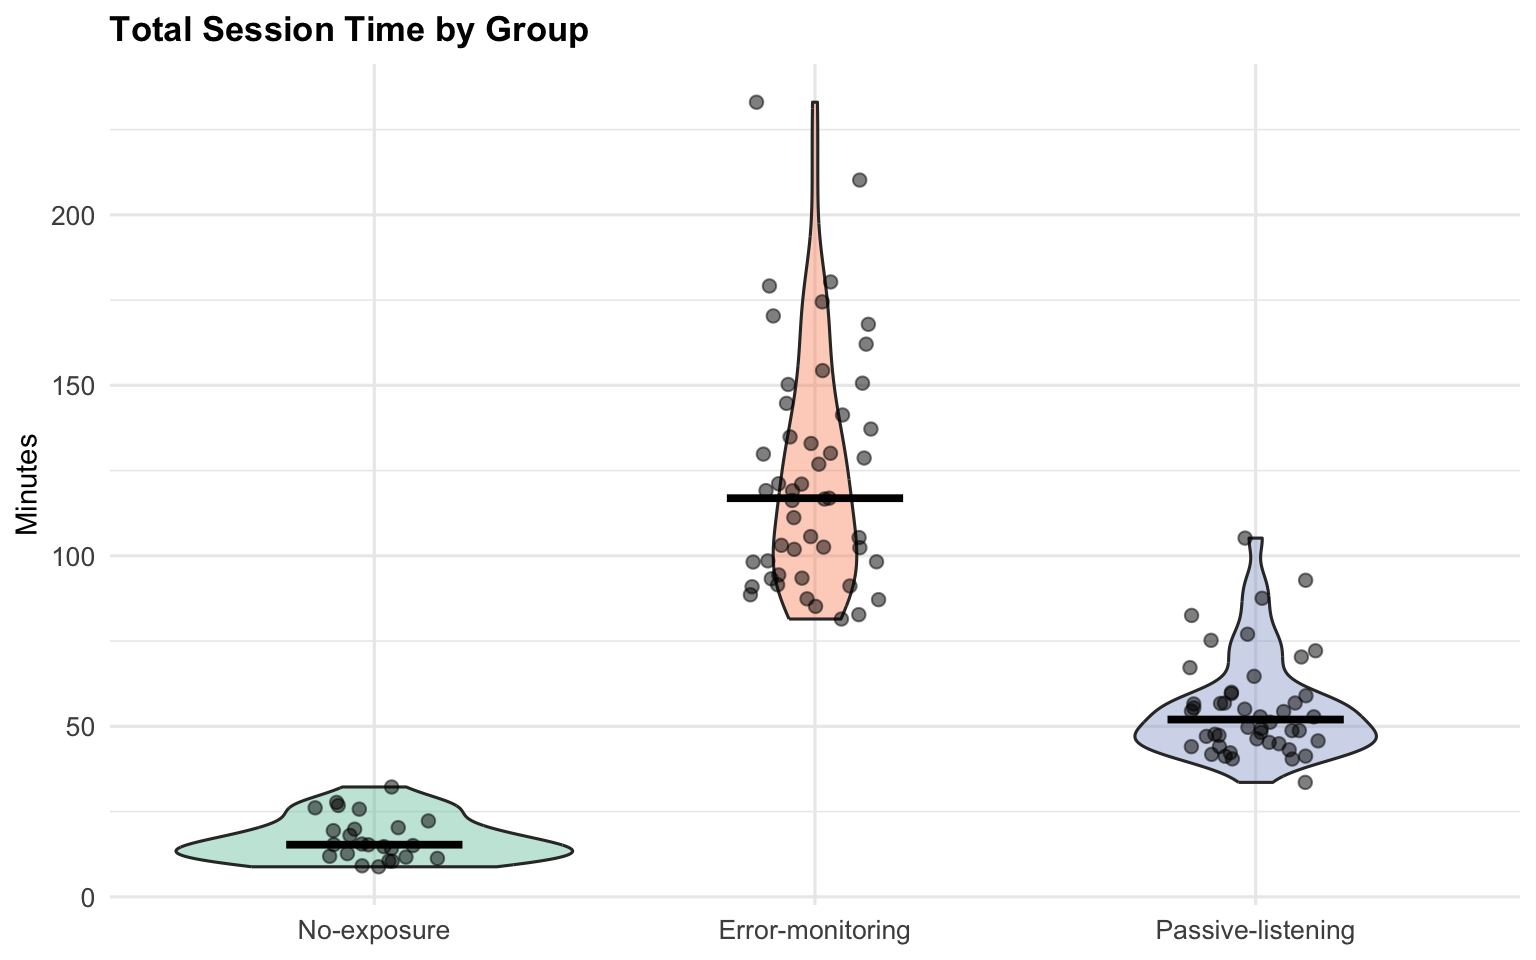 Total Session Time by Group
Minutes
200
150
100
50
0
No-exposure
Error-monitoring
Passive-listening